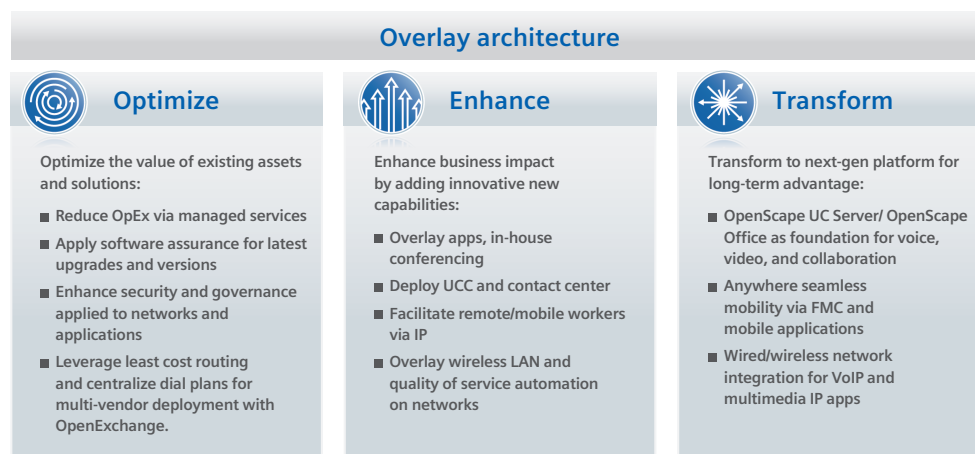 Overlay architecture
Optimize
Optimize the value of existing assets
and solutions:
■ Reduce OpEx via managed services
■ Apply software assurance for latest
upgrades and versions
■ Enhance security and governance
applied to networks and
applications
■ Leverage least cost routing
and centralize dial plans for
multi-vendor deployment with
OpenExchange.
Enhance
Enhance business impact
by adding innovative new
capabilities:
■ Overlay apps, in-house
conferencing
■ Deploy UCC and contact center
■ Facilitate remote/mobile workers
via IP
■ Overlay wireless LAN and
quality of service automation
on networks
Transform
Transform to next-gen platform for
long-term advantage:
■ OpenScape UC Server/ OpenScape
Office as foundation for voice,
video, and collaboration
■ Anywhere seamless
mobility via FMC and
mobile applications
■ Wired/wireless network
integration for VoIP and
multimedia IP apps